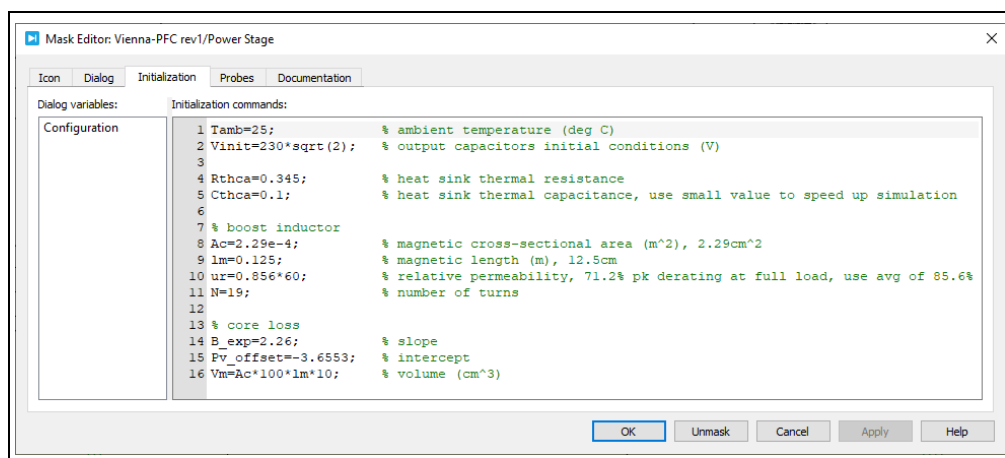 Mask Editor: Vienna-PFC rev1/Power Stage
Icon Dialog Initialization Probes Documentation
Dialog variables: Initialization commands:
Configuration
1 Tamb=25; % ambient temperature (deg C)
2 Vinit=230*sqrt(2); % output capacitors initial conditions (V)
3
4 Rthca=0.345; % heat sink thermal resistance
5 Cthca=0.1; % heat sink thermal capacitance, use small value to speed up simulation
6
7 % boost inductor
8 Ac=2.29e-4; % magnetic cross-sectional area (m^2), 2.29cm^2
9 lm=0.125; % magnetic length (m), 12.5cm
10 ur=0.856*60; % relative permeability, 71.2% pk derating at full load, use avg of 85.6%
11 N=19; % number of turns
12
13 % core loss
14 B_exp=2.26; % slope
15 Pv_offset=-3.6553; % intercept
16 Vm=Ac*100*lm*10; % volume (cm^3)
OK Unmask Cancel Apply Help